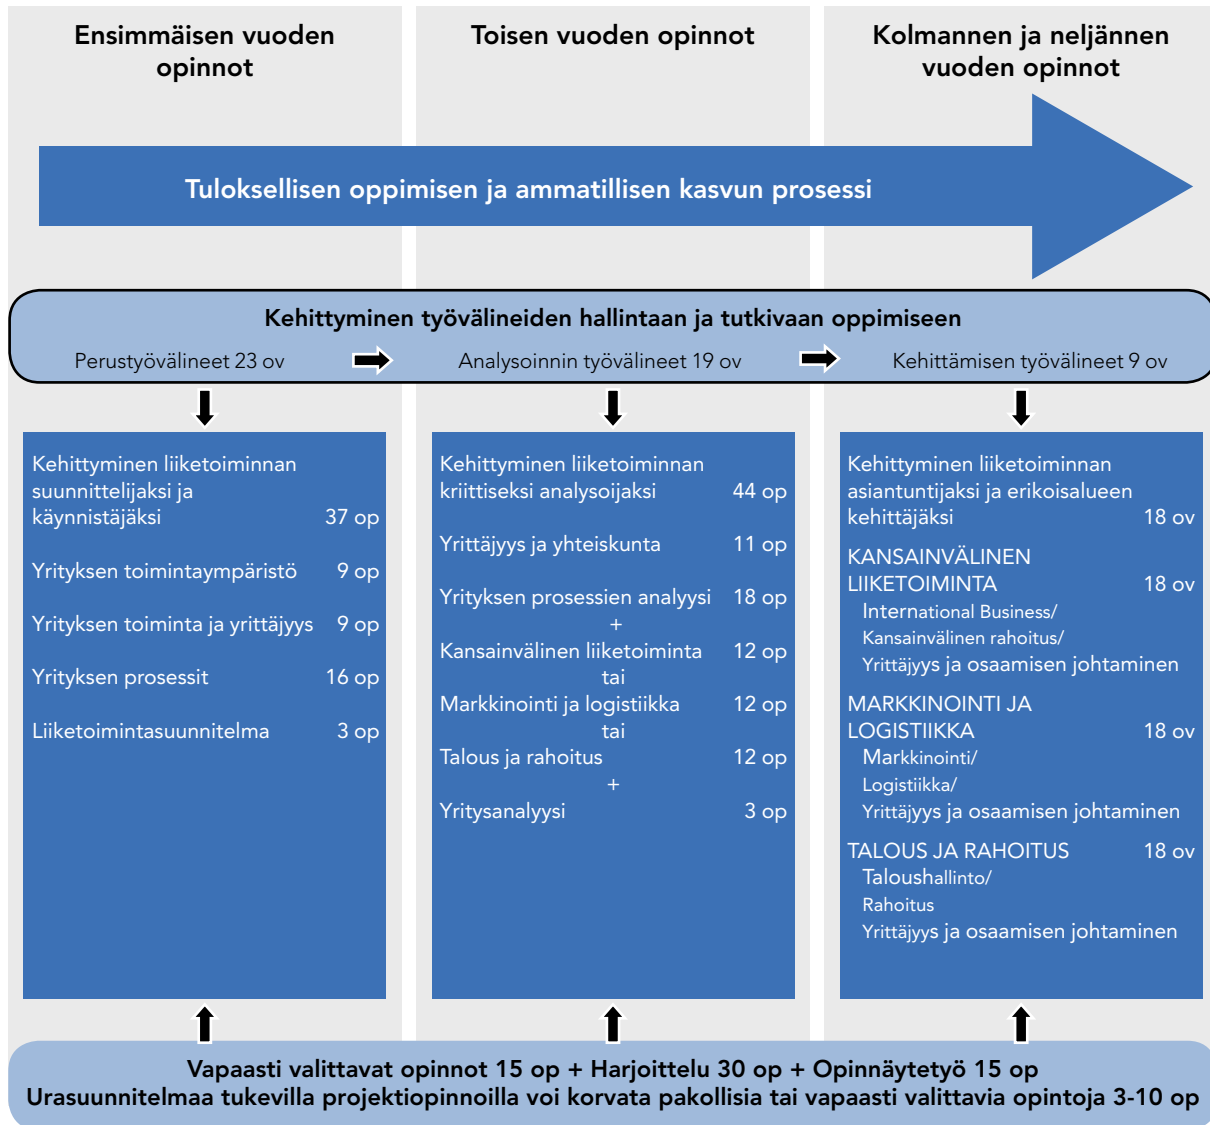 Ensimmäisen vuoden
opinnot
Toisen vuoden opinnot
Kolmannen ja neljännen
vuoden opinnot
Tuloksellisen oppimisen ja ammatillisen kasvun prosessi
Kehittyminen työvälineiden hallintaan ja tutkivaan oppimiseen
Perustyövälineet 23 ov
Analysoinnin työvälineet 19 ov
Kehittämisen työvälineet 9 ov
Kehittyminen liiketoiminnan
suunnittelijaksi ja
käynnistäjäksi 37 op
Yrityksen toimintaympäristö 9 op
Yrityksen toiminta ja yrittäjyys 9 op
Yrityksen prosessit 16 op
Liiketoimintasuunnitelma 3 op
Kehittyminen liiketoiminnan
kriittiseksi analysoijaksi 44 op
Yrittäjyys ja yhteiskunta 11 op
Yrityksen prosessien analyysi 18 op
+
Kansainvälinen liiketoiminta 12 op
tai
Markkinointi ja logistiikka 12 op
tai
Talous ja rahoitus 12 op
+
Yritysanalyysi 3 op
Kehittyminen liiketoiminnan
asiantuntijaksi ja erikoisalueen
kehittäjäksi 18 ov
KANSAINVÄLINEN
LIIKETOIMINTA 18 ov
International Business/
Kansainvälinen rahoitus/
Yrittäjyys ja osaamisen johtaminen
MARKKINOINTI JA
LOGISTIIKKA 18 ov
Markkinointi/
Logistiikka/
Yrittäjyys ja osaamisen johtaminen
TALOUS JA RAHOITUS 18 ov
Taloushallinto/
Rahoitus
Yrittäjyys ja osaamisen johtaminen
Vapaasti valittavat opinnot 15 op + Harjoittelu 30 op + Opinnäytetyö 15 op
Urasuunnitelmaa tukevilla projektiopinnoilla voi korvata pakollisia tai vapaasti valittavia opintoja 3-10 op